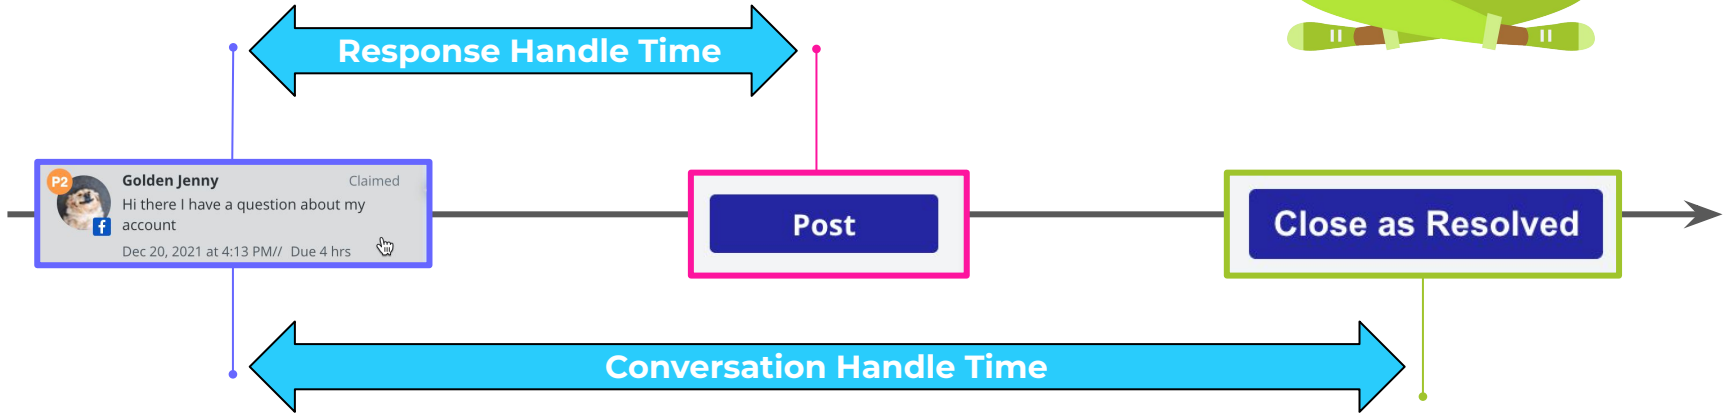 Response Handle Time
P2
Golden Jenny
Claimed
Hi there I have a question about my
account
Dec 20, 2021 at 4:13 PM// Due 4 hrs
Post
Close as Resolved
Conversation Handle Time